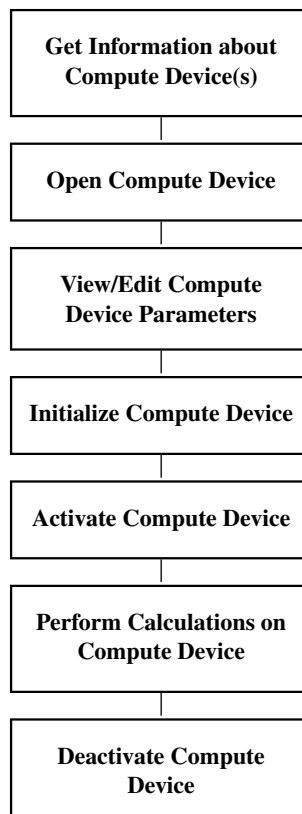 Get Information about
Compute Device(s)
Open Compute Device
View/Edit Compute
Device Parameters
Initialize Compute Device
Activate Compute Device
Perform Calculations on
Compute Device
Deactivate Compute
Device